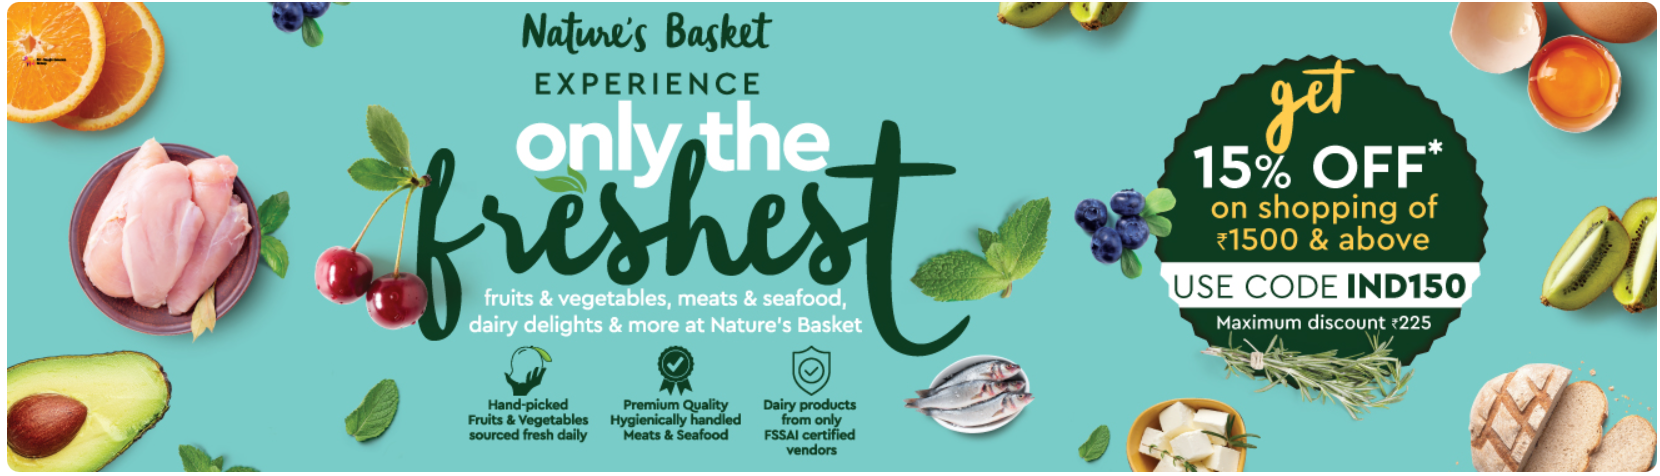 Nature's Basket
EXPERIENCE
only the
freshest
fruits & vegetables, meats & seafood,
dairy delights & more at Nature's Basket
Hand-picked
Fruits & Vegetables
sourced fresh daily
Premium Quality
Hygienically handled
Meats & Seafood
Dairy products
from only
FSSAI certified
vendors
get
15% OFF*
on shopping of
₹1500 & above
USE CODE IND150
Maximum discount ₹225